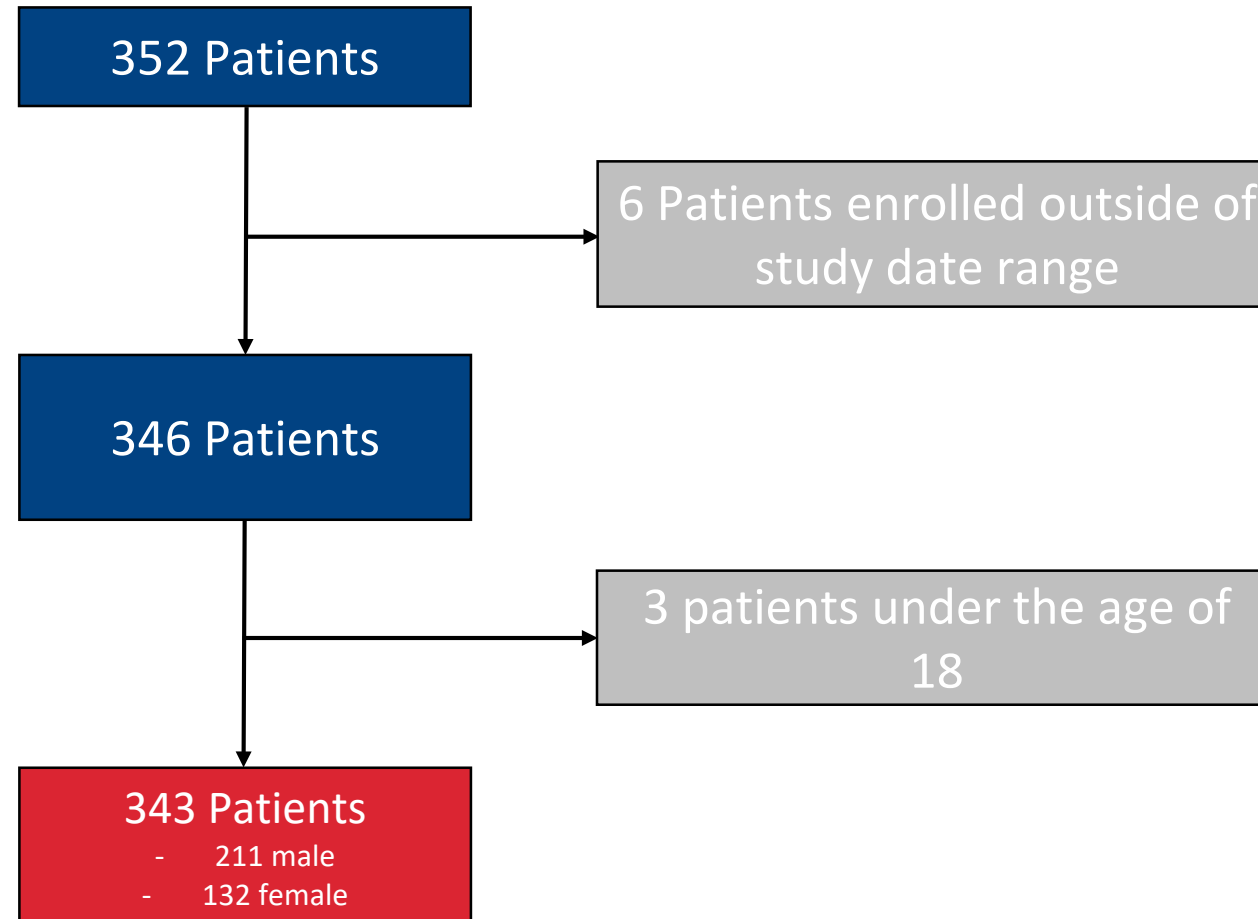 352 Patients
6 Patients enrolled outside of
study date range
346 Patients
3 patients under the age of
18
343 Patients
- 211 male
- 132 female